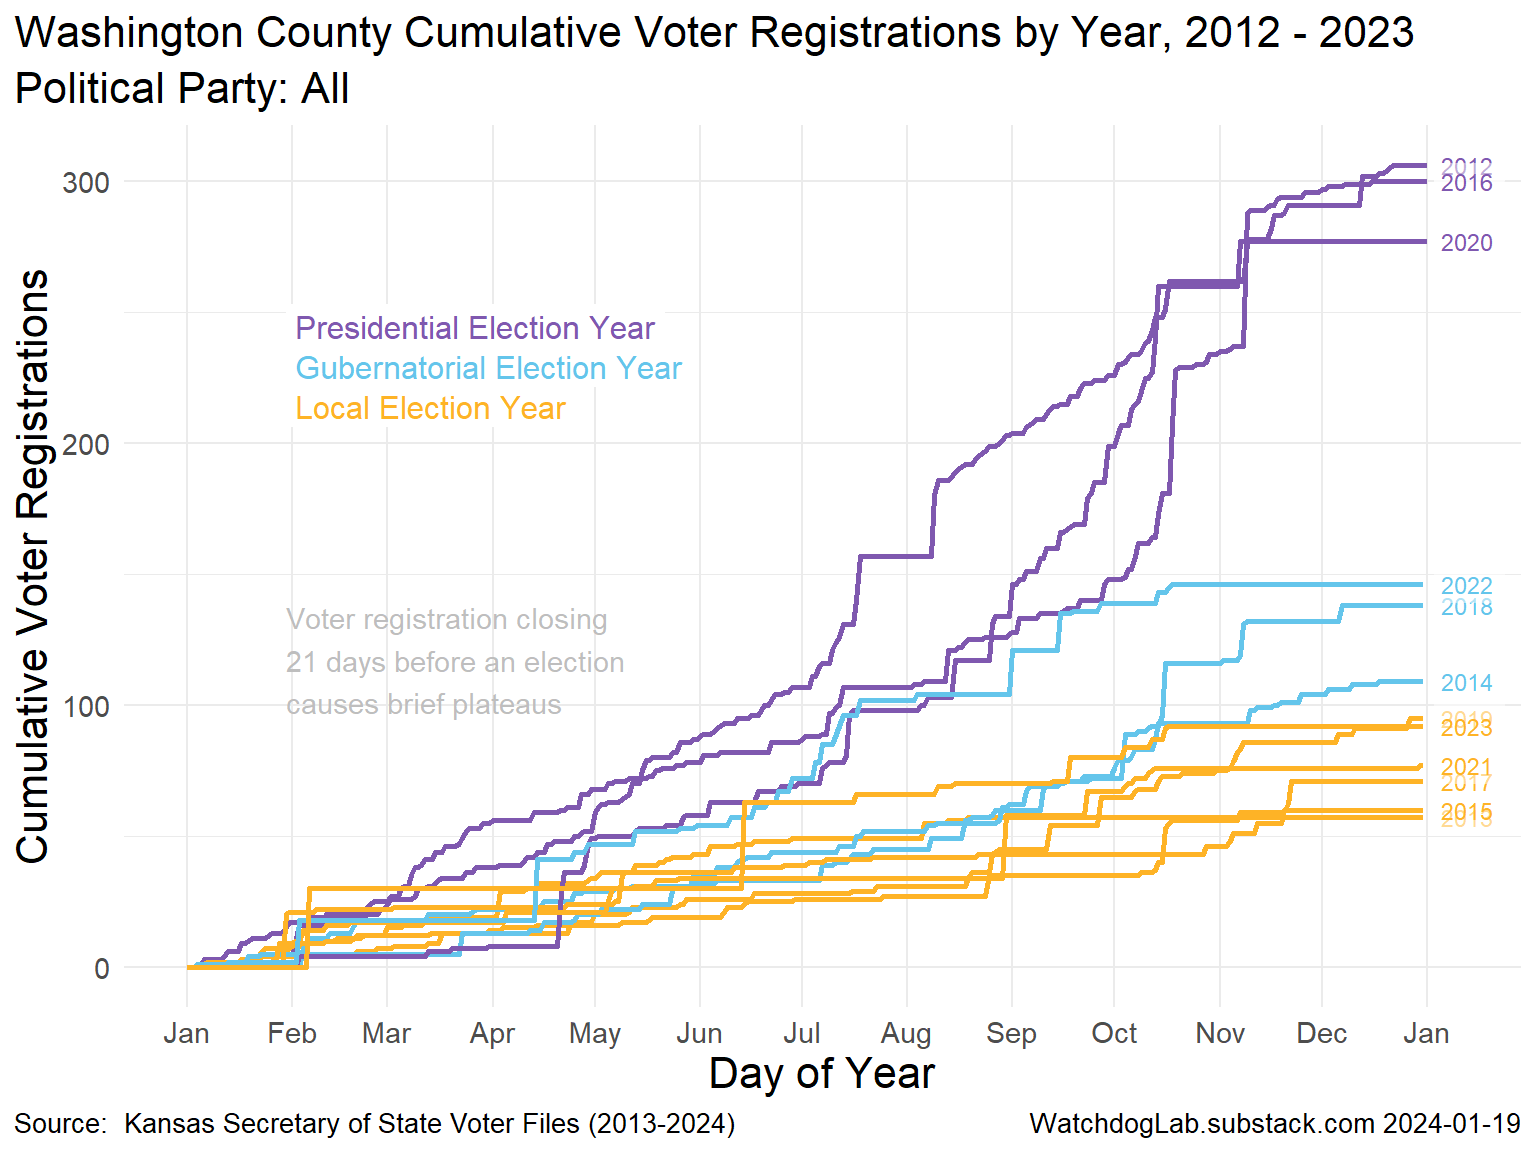 Washington County Cumulative Voter Registrations by Year, 2012 - 2023
Political Party: All
Cumulative Voter Registrations
300
200
100
0
Presidential Election Year
Gubernatorial Election Year
Local Election Year
Voter registration closing
21 days before an election
causes brief plateaus
2012
2016
2020
2022
2018
2014
2019
2023
2021
2017
2015
2013
Jan Feb Mar Apr May Jun Jul Aug Sep Oct Nov Dec Jan
Day of Year
Source: Kansas Secretary of State Voter Files (2013-2024)
WatchdogLab.substack.com 2024-01-19